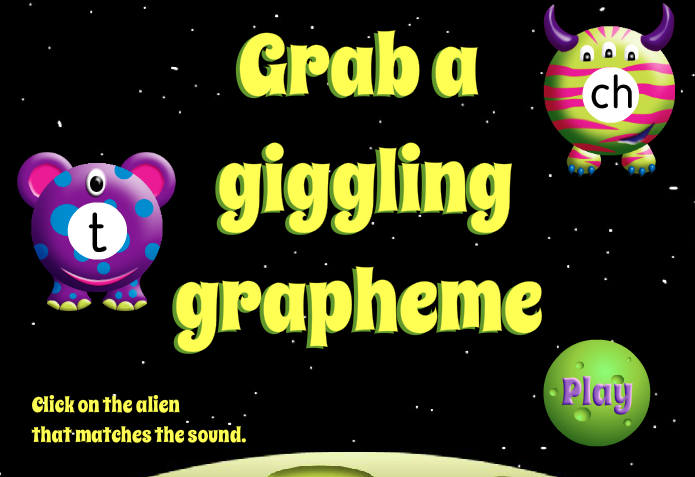 Grab a
ch
giggling
t
grapheme
Play
Click on the alien
that matches the sound.